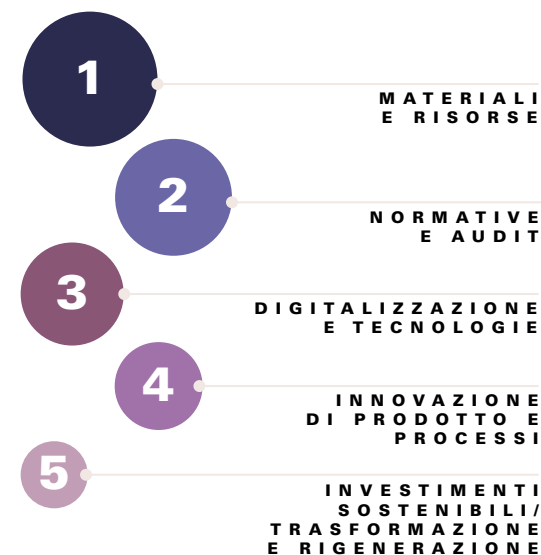 1
MATERIALI
E RISORSE
2
NORMATIVE
E AUDIT
3
DIGITALIZZAZIONE
E TECNOLOGIE
4
INNOVAZIONE
DI PRODOTTO E
PROCESSI
5
INVESTIMENTI
SOSTENIBILI/
TRASFORMAZIONE
E RIGENERAZIONE